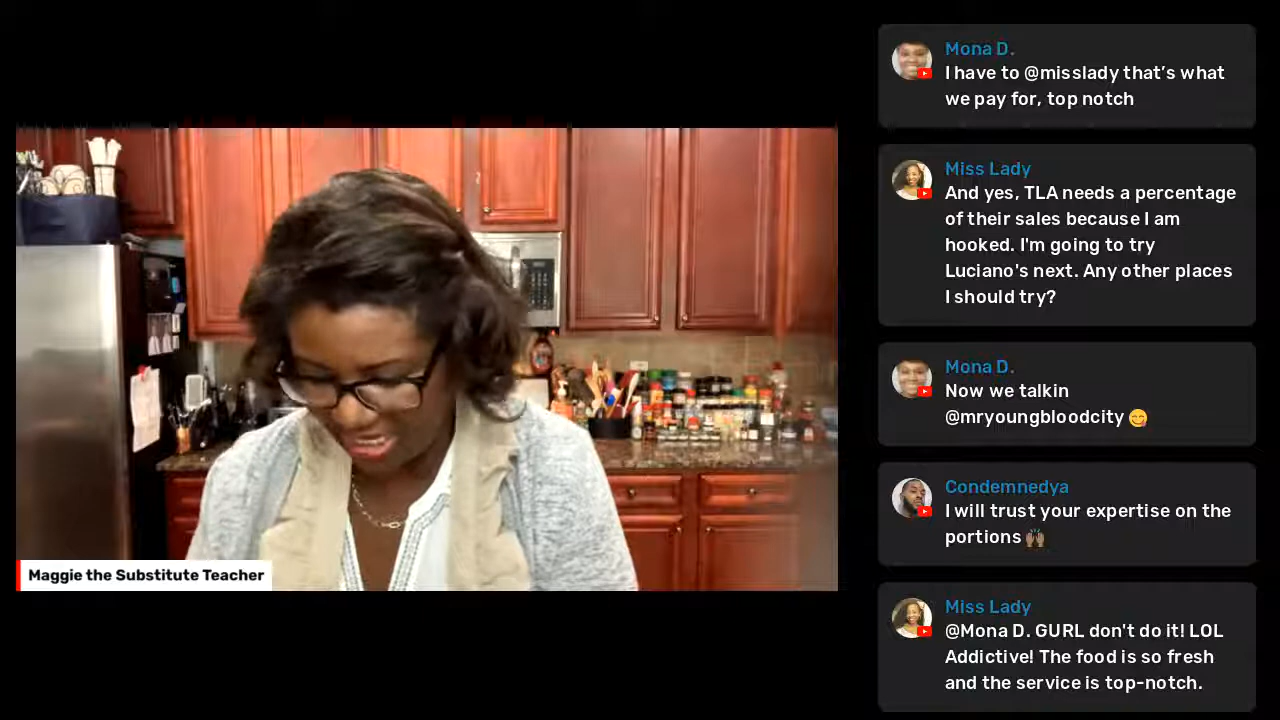 Mona D.
I have to @misslady that's what
we pay for, top notch
Miss Lady
And yes, TLA needs a percentage
of their sales because I am
hooked. I'm going to try
Luciano's next. Any other places
I should try?
Mona D.
Now we talkin
@mryoungbloodcity 😋
Condemnedya
I will trust your expertise on the
portions 🙌🏽
Miss Lady
@Mona D. GURL don't do it! LOL
Addictive! The food is so fresh
and the service is top-notch.
Maggie the Substitute Teacher